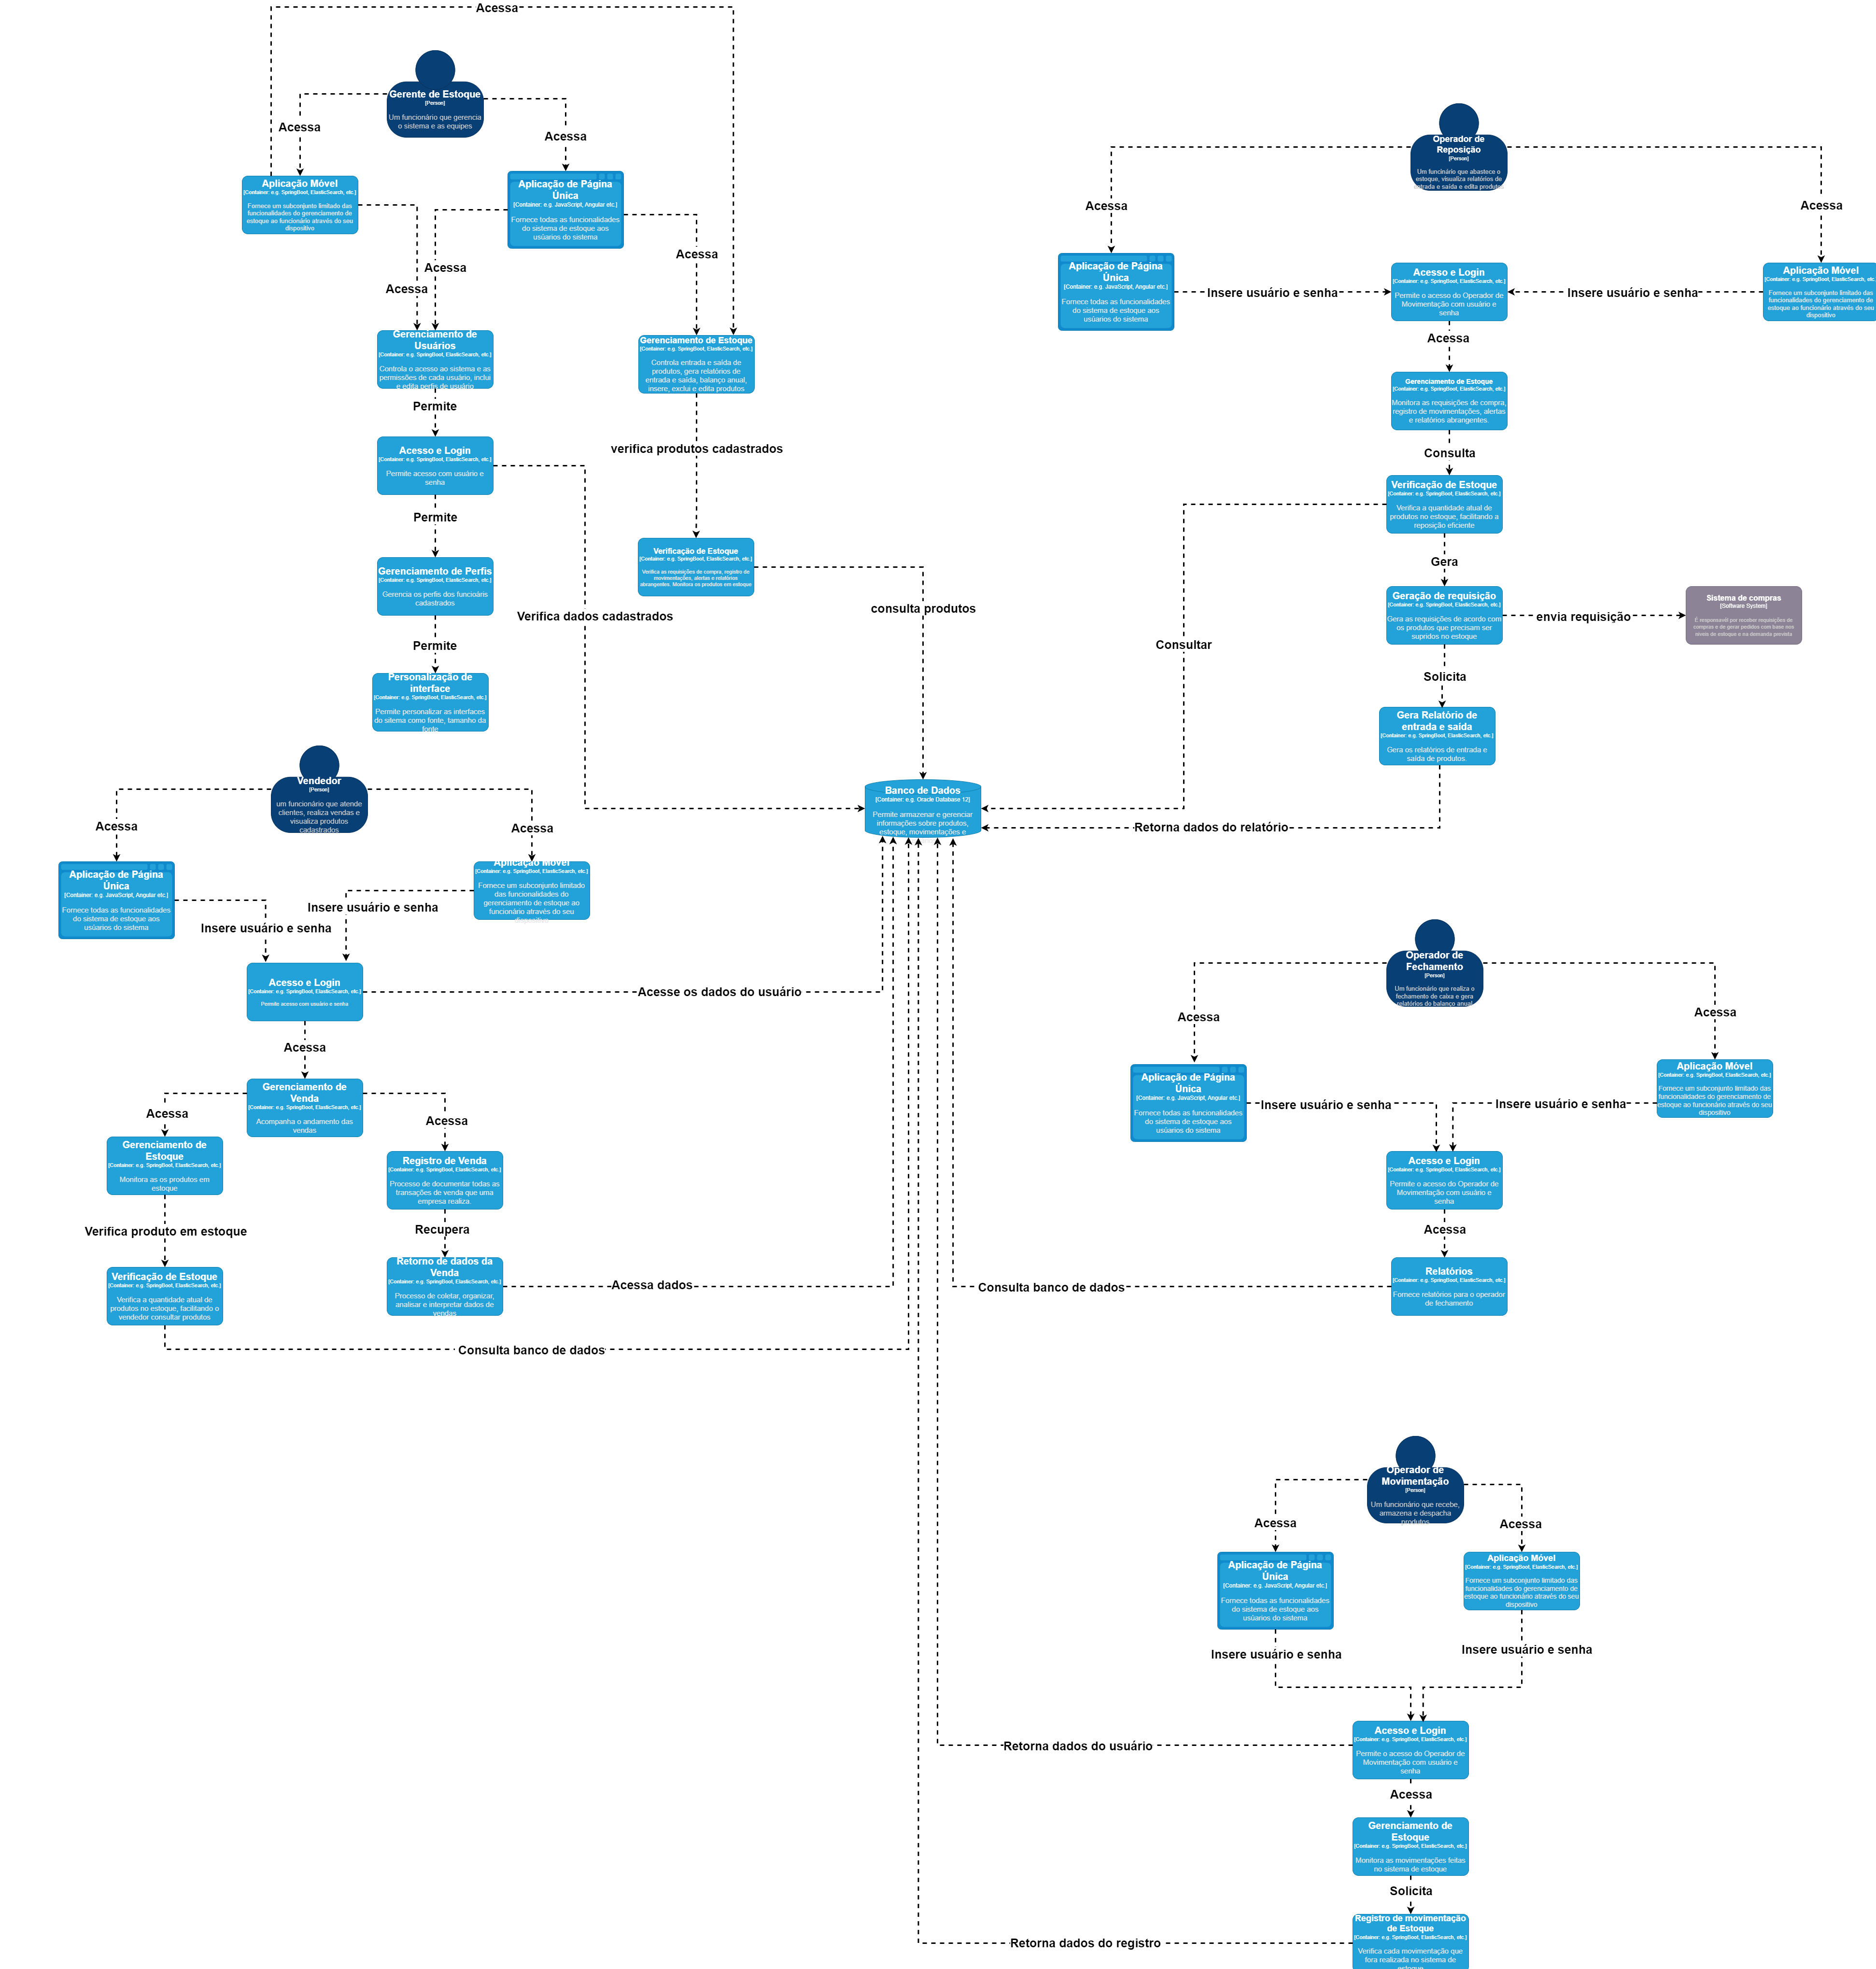 Acessa
Gerente de Estoque
[Person]
Um funcionário que gerencia
o sistema e as equipes
Acessa
Acessa
Aplicação Móvel
[Container: e.g. SpringBoot, ElasticSearch, etc.]
Fornece um subconjunto limitado das
funcionalidades do gerenciamento de
estoque ao funcionário através do seu
dispositivo
Aplicação de Página
Única
[Container: e.g. JavaScript, Angular etc.]
Fornece todas as funcionalidades
do sistema de estoque aos
usúarios do sistema
Acessa
Acessa
Acessa
Gerenciamento de
Usuários
[Container: e.g. SpringBoot, ElasticSearch, etc.]
Controla o acesso ao sistema e as
permissões de cada usuário, inclui
e edita perfis de usuário
Gerenciamento de Estoque
[Container: e.g. SpringBoot, ElasticSearch, etc.]
Controla entrada e saída de
produtos, gera relatórios de
entrada e saída, balanço anual,
insere, exclui e edita produtos
Permite
Acesso e Login
[Container: e.g. SpringBoot, ElasticSearch, etc.]
Permite acesso com usuário e
senha
verifica produtos cadastrados
Permite
Gerenciamento de Perfis
[Container: e.g. SpringBoot, ElasticSearch, etc.]
Gerencia os perfis dos funcioáris
cadastrados
Verificação de Estoque
[Container: e.g. SpringBoot, ElasticSearch, etc.]
Verifica as requisições de compra, registro de
movimentações, alertas e relatórios
abrangentes. Monitora os produtos em estoque
Verifica dados cadastrados
consulta produtos
Permite
Personalização de
interface
[Container: e.g. SpringBoot, ElasticSearch, etc.]
Permite personalizar as interfaces
do sitema como fonte, tamanho da
fonte
Operador de
Reposição
[Person]
Um funcinário que abastece o
estoque, visualiza relatórios de
entrada e saída e edita produtos
Acessa
Acessa
Aplicação de Página
Única
[Container: e.g. JavaScript, Angular etc.]
Fornece todas as funcionalidades
do sistema de estoque aos
usúarios do sistema
Insere usuário e senha
Acesso e Login
[Container: e.g. SpringBoot, ElasticSearch, etc.]
Permite o acesso do Operador de
Movimentação com usuário e
senha
Insere usuário e senha
Aplicação Móvel
[Container: e.g. SpringBoot, ElasticSearch, etc.
Fornece um subconjunto limitado das
funcionalidades do gerenciamento de
estoque ao funcionário através do seu
dispositivo
Acessa
Gerenciamento de Estoque
[Container: e.g. SpringBoot, ElasticSearch, etc.]
Monitora as requisições de compra,
registro de movimentações, alertas
e relatórios abrangentes.
Consulta
Verificação de Estoque
[Container: e.g. SpringBoot, ElasticSearch, etc.]
Verifica a quantidade atual de
produtos no estoque, facilitando a
reposição eficiente
Gera
Geração de requisição
[Container: e.g. SpringBoot, ElasticSearch, etc.]
Gera as requisições de acordo com
os produtos que precisam ser
supridos no estoque
envia requisição
Sistema de compras
[Software System]
É responsavél por receber requisições de
compras e de gerar pedidos com base nos
níveis de estoque e na demanda prevista
Consultar
Solicita
Gera Relatório de
entrada e saída
[Container: e.g. SpringBoot, ElasticSearch, etc.]
Gera os relatórios de entrada e
saída de produtos.
Retorna dados do relatório
Banco de Dados
[Container: e.g. Oracle Database 12]
Permite armazenar e gerenciar
informações sobre produtos,
estoque, movimentações e
Vendedor
[Person]
um funcionário que atende
clientes, realiza vendas e
visualiza produtos
cadastrados
Acessa
Acessa
Aplicação de Página
Única
[Container: e.g. JavaScript, Angular etc.]
Fornece todas as funcionalidades
do sistema de estoque aos
usúarios do sistema
Aplicação Móvel
[Container: e.g. SpringBoot, ElasticSearch, etc.]
Fornece um subconjunto limitado
das funcionalidades do
gerenciamento de estoque ao
funcionário através do seu
dispositivo
Insere usuário e senha
Insere usuário e senha
Acesso e Login
[Container: e.g. SpringBoot, ElasticSearch, etc.]
Permite acesso com usuário e senha
Acesse os dados do usuário
Acessa
Gerenciamento de
Venda
[Container: e.g. SpringBoot, ElasticSearch, etc.]
Acompanha o andamento das
vendas
Acessa
Acessa
Gerenciamento de
Estoque
[Container: e.g. SpringBoot, ElasticSearch, etc.]
Monitora as os produtos em
estoque
Registro de Venda
[Container: e.g. SpringBoot, ElasticSearch, etc.]
Processo de documentar todas as
transações de venda que uma
empresa realiza.
Verifica produto em estoque
Recupera
Verificação de Estoque
[Container: e.g. SpringBoot, ElasticSearch, etc.]
Verifica a quantidade atual de
produtos no estoque, facilitando o
vendedor consultar produtos
Retorno de dados da
Venda
[Container: e.g. SpringBoot, ElasticSearch, etc.]
Processo de coletar, organizar,
analisar e interpretar dados de
vendas
Acessa dados
Consulta banco de dados
Operador de
Fechamento
[Person]
Um funcionário que realiza o
fechamento de caixa e gera
relatórios do balanço anual
Acessa
Acessa
Aplicação de Página
Única
[Container: e.g. JavaScript, Angular etc.]
Fornece todas as funcionalidades
do sistema de estoque aos
usúarios do sistema
Aplicação Móvel
[Container: e.g. SpringBoot, ElasticSearch, etc.]
Fornece um subconjunto limitado das
funcionalidades do gerenciamento de
estoque ao funcionário através do seu
dispositivo
Insere usuário e senha
Insere usuário e senha
Acesso e Login
[Container: e.g. SpringBoot, ElasticSearch, etc.]
Permite o acesso do Operador de
Movimentação com usuário e
senha
Acessa
Relatórios
[Container: e.g. SpringBoot, ElasticSearch, etc.]
Fornece relatórios para o operador
de fechamento
Consulta banco de dados
Operador de
Movimentação
[Person]
Um funcionário que recebe,
armazena e despacha
produtos
Acessa
Acessa
Aplicação de Página
Única
[Container: e.g. JavaScript, Angular etc.]
Fornece todas as funcionalidades
do sistema de estoque aos
usúarios do sistema
Aplicação Móvel
[Container: e.g. SpringBoot, ElasticSearch, etc.]
Fornece um subconjunto limitado das
funcionalidades do gerenciamento de
estoque ao funcionário através do seu
dispositivo
Insere usuário e senha
Insere usuário e senha
Acesso e Login
[Container: e.g. SpringBoot, ElasticSearch, etc.]
Permite o acesso do Operador de
Movimentação com usuário e
senha
Retorna dados do usuário
Acessa
Gerenciamento de
Estoque
[Container: e.g. SpringBoot, ElasticSearch, etc.]
Monitora as movimentações feitas
no sistema de estoque
Solicita
Registro de movimentação
de Estoque
[Container: e.g. SpringBoot, ElasticSearch, etc.]
Verifica cada movimentação que
fora realizada no sistema de
estoque
Retorna dados do registro